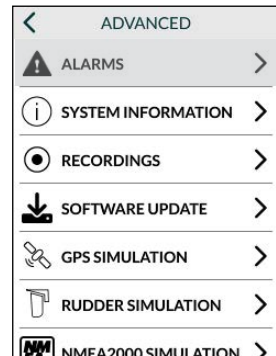 ADVANCED
ALARMS
SYSTEM INFORMATION
RECORDINGS
SOFTWARE UPDATE
GPS SIMULATION
RUDDER SIMULATION
NMEA2000 SIMULATION